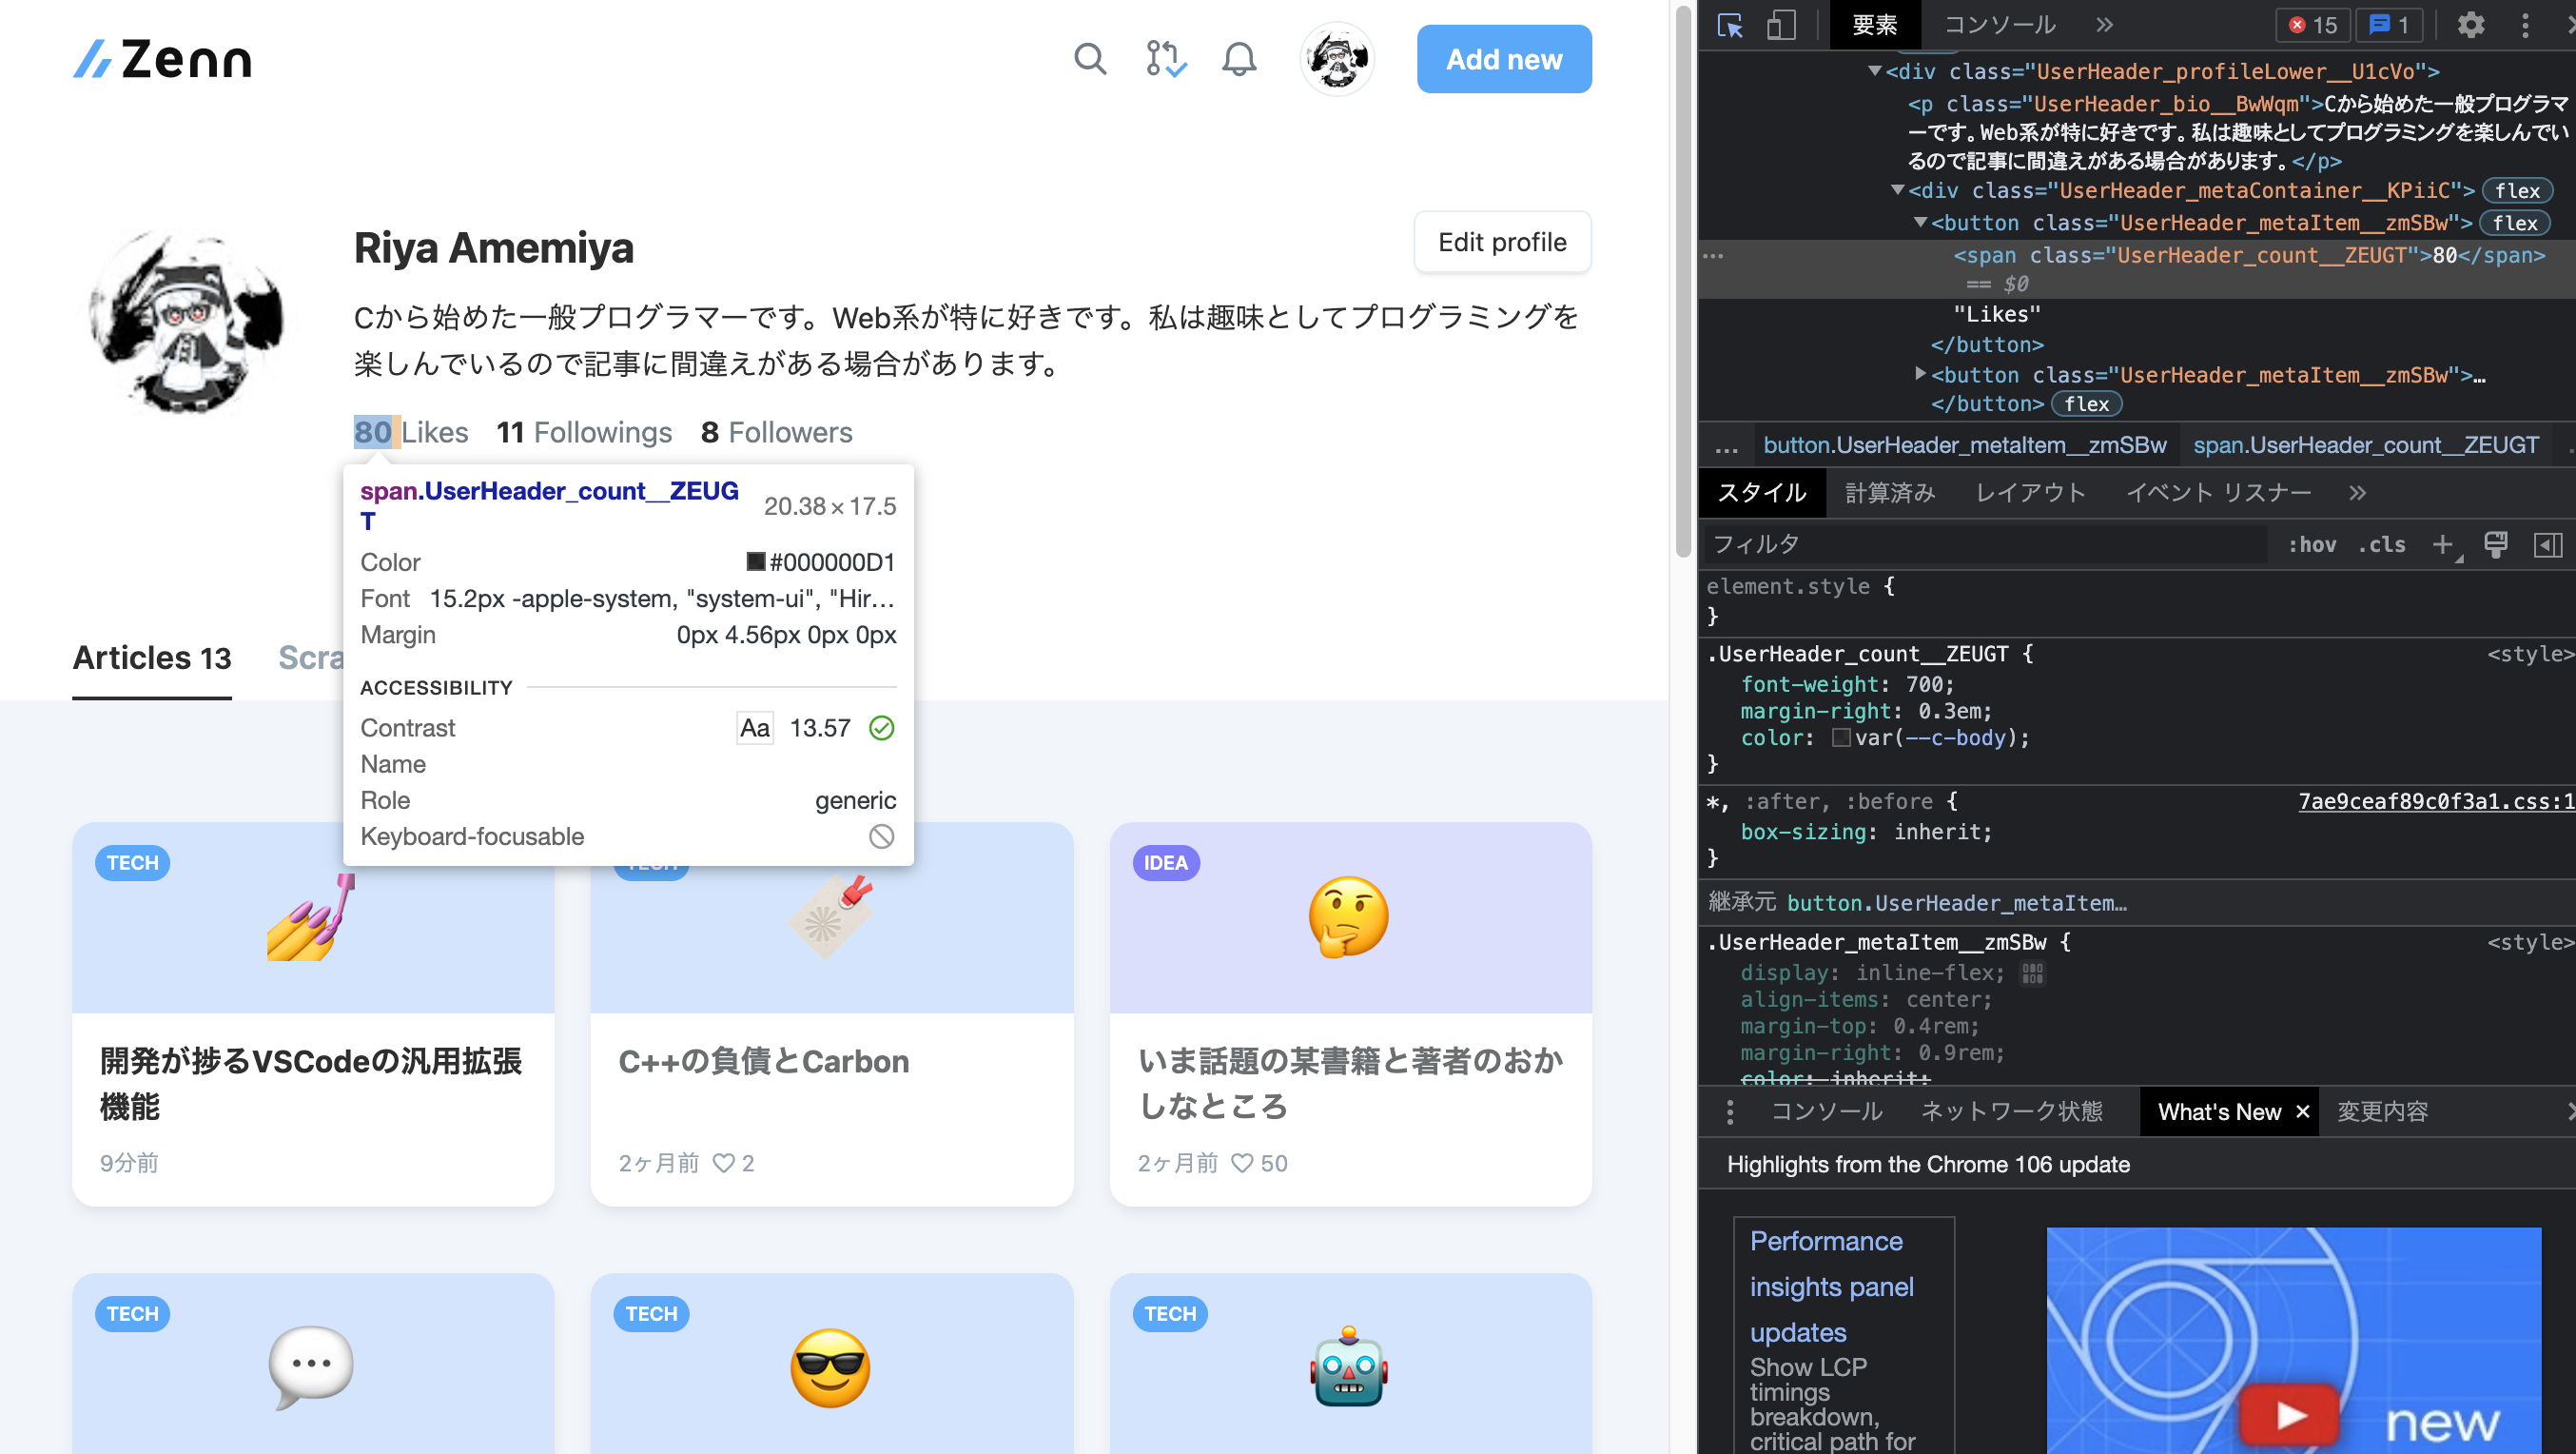 Zenn
Add new
Riya Amemiya
Edit profile
Cから始めた一般プログラマーです。Web系が特に好きです。私は趣味としてプログラミングを
楽しんでいるので記事に間違えがある場合があります。
80 Likes 11 Followings 8 Followers
span.UserHeader_count__ZEUG
T
20.38×17.5
Color #000000D1
Font 15.2px -apple-system, "system-ui", "Hir…
Margin 0px 4.56px 0px 0px
ACCESSIBILITY
Contrast Aa 13.57
Name
Role generic
Keyboard-focusable
Articles 13 Scra
TECH
開発が捗るVSCodeの汎用拡張
機能
9分前
TECH
C++の負債とCarbon
2ヶ月前 2
IDEA
いま話題の某書籍と著者のおか
しなところ
2ヶ月前 50
TECH
TECH
TECH
要素 コンソール » 15 1
<div class="UserHeader_profileLower__U1cVo">
<p class="UserHeader_bio__BwWqm">Cから始めた一般プログラマ
ーです。Web系が特に好きです。私は趣味としてプログラミングを楽しんでい
るので記事に間違えがある場合があります。</p>
<div class="UserHeader_metaContainer__KPiiC"> flex
<button class="UserHeader_metaItem__zmSBw"> flex
… <span class="UserHeader_count__ZEUGT">80</span>
== $0
"Likes"
</button>
<button class="UserHeader_metaItem__zmSBw">…
</button> flex
… button.UserHeader_metaItem__zmSBw span.UserHeader_count__ZEUGT
スタイル 計算済み レイアウト イベント リスナー »
フィルタ :hov .cls +
element.style {
}
.UserHeader_count__ZEUGT { <style>
font-weight: 700;
margin-right: 0.3em;
color: var(--c-body);
}
*, :after, :before { 7ae9ceaf89c0f3a1.css:1
box-sizing: inherit;
}
継承元 button.UserHeader_metaItem…
.UserHeader_metaItem__zmSBw { <style>
display: inline-flex;
align-items: center;
margin-top: 0.4rem;
margin-right: 0.9rem;
color: inherit;
コンソール ネットワーク状態 What's New × 変更内容
Highlights from the Chrome 106 update
Performance
insights panel
updates
Show LCP
timings
breakdown,
critical path for
new